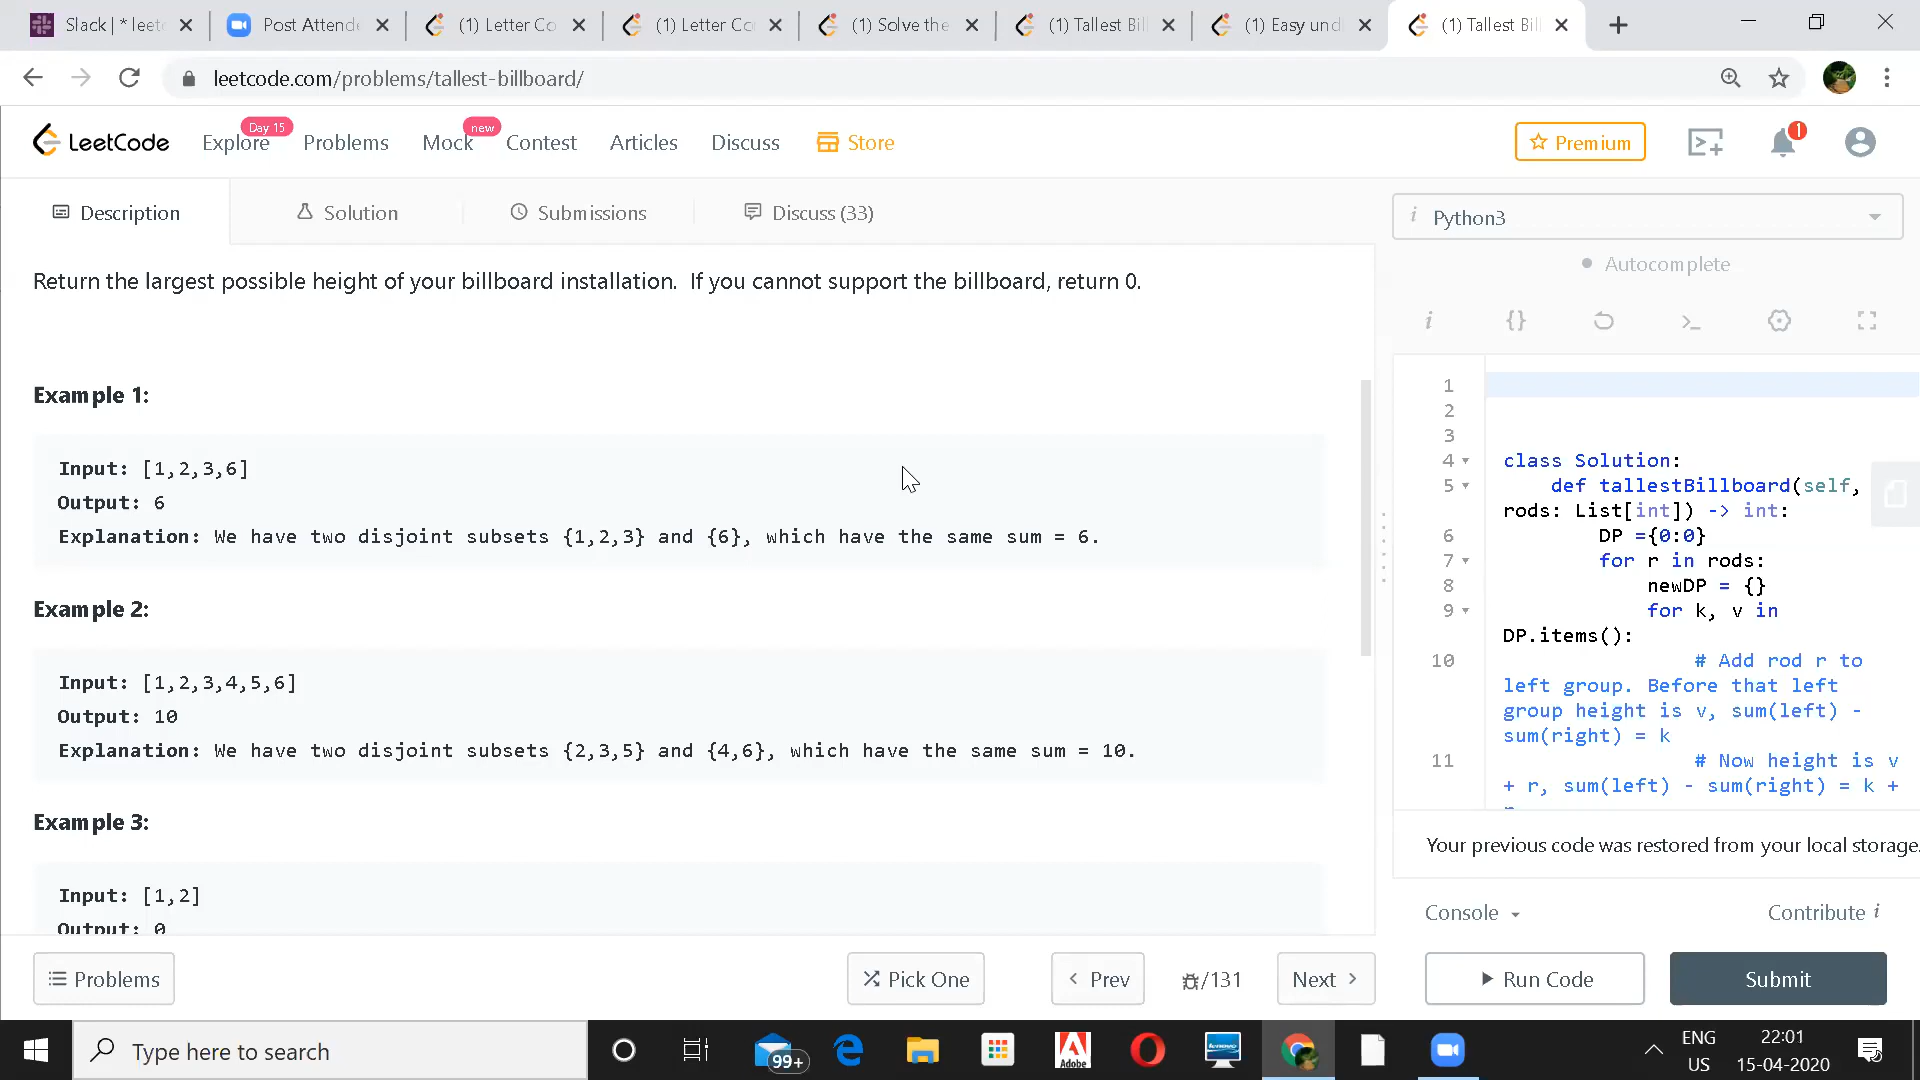 Slack | * leetc
Post Attende
(1) Letter Co
(1) Letter Co
(1) Solve the
(1) Tallest Bil
(1) Easy und
(1) Tallest Bil
leetcode.com/problems/tallest-billboard/
LeetCode
Explore
Day 15
Problems
Mock
new
Contest
Articles
Discuss
Store
Premium
1
Description
Solution
Submissions
Discuss (33)
Return the largest possible height of your billboard installation.  If you cannot support the billboard, return 0.
Example 1:
Input: [1,2,3,6]
Output: 6
Explanation: We have two disjoint subsets {1,2,3} and {6}, which have the same sum = 6.
Example 2:
Input: [1,2,3,4,5,6]
Output: 10
Explanation: We have two disjoint subsets {2,3,5} and {4,6}, which have the same sum = 10.
Example 3:
Input: [1,2]
Output: 0
i Python3
Autocomplete
i {} >_
1
2
3
4 class Solution:
5 def tallestBillboard(self,
rods: List[int]) -> int:
6 DP ={0:0}
7 for r in rods:
8 newDP = {}
9 for k, v in
DP.items():
10 # Add rod r to
left group. Before that left
group height is v, sum(left) -
sum(right) = k
11 # Now height is v
+ r, sum(left) - sum(right) = k +
Your previous code was restored from your local storage.
Console
Contribute i
Problems
Pick One
Prev
/131
Next
Run Code
Submit
Type here to search
99+
Adobe
lenovo
ENG
US
22:01
15-04-2020